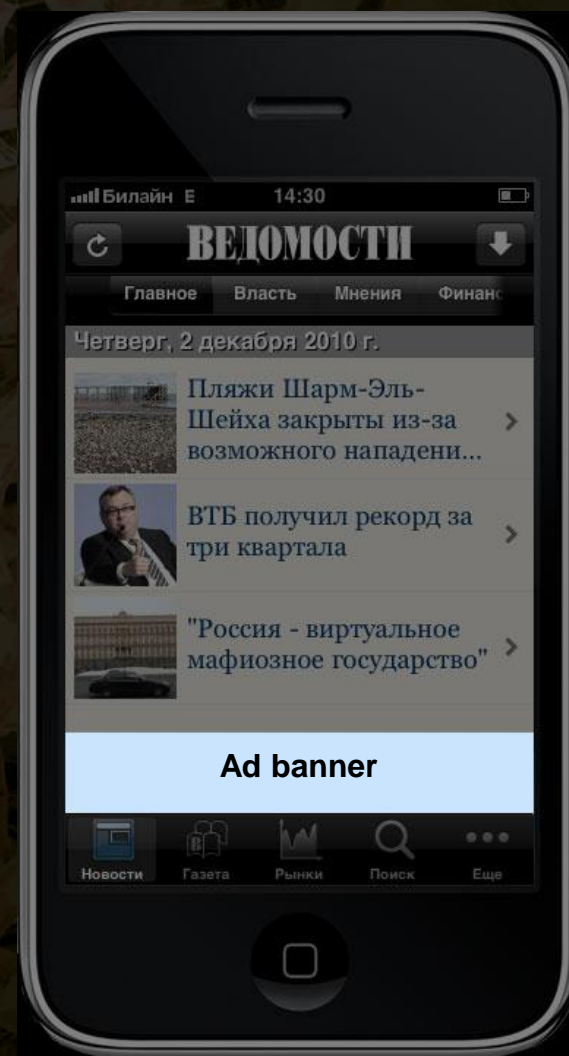 Билайн E 14:30
ВЕДОМОСТИ
Главное Власть Мнения Финанс
Четверг, 2 декабря 2010 г.
Пляжи Шарм-Эль-
Шейха закрыты из-за
возможного нападени...
ВТБ получил рекорд за
три квартала
"Россия - виртуальное
мафиозное государство"
Ad banner
Новости Газета Рынки Поиск Еще